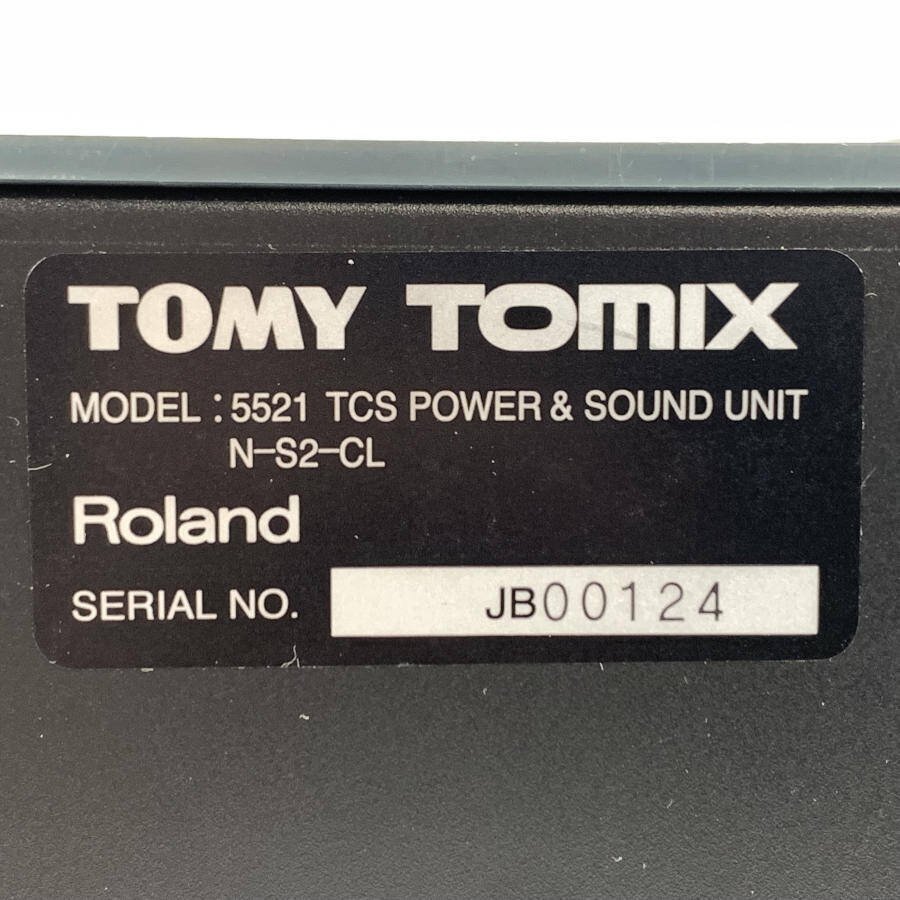 TOMY TOMIX
MODEL : 5521 TCS POWER & SOUND UNIT
N-S2-CL
Roland
SERIAL NO. JB00124